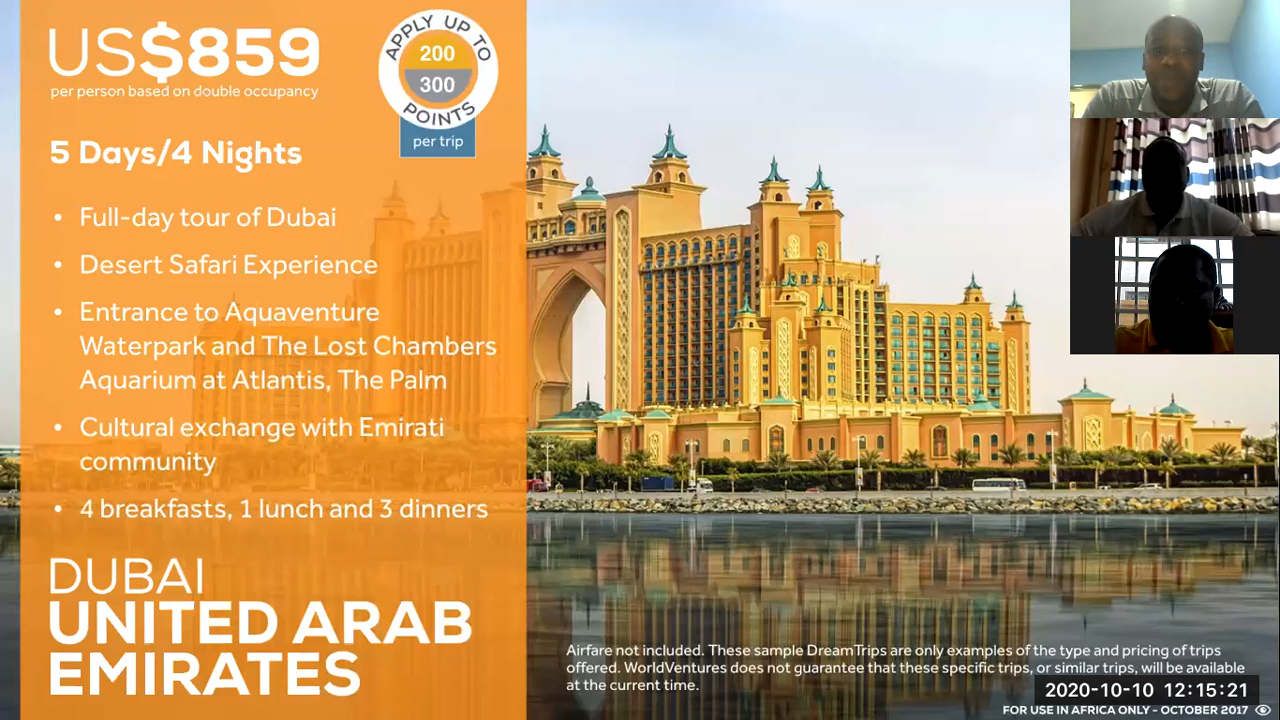 US$859
per person based on double occupancy
APPLY UP TO
200
300
POINTS
per trip
5 Days/4 Nights
• Full-day tour of Dubai
• Desert Safari Experience
• Entrance to Aquaventure
Waterpark and The Lost Chambers
Aquarium at Atlantis, The Palm
• Cultural exchange with Emirati
community
• 4 breakfasts, 1 lunch and 3 dinners
DUBAI
UNITED ARAB
EMIRATES
Airfare not included. These sample DreamTrips are only examples of the type and pricing of trips
offered. WorldVentures does not guarantee that these specific trips, or similar trips, will be available
at the current time.
2020-10-10 12:15:21
FOR USE IN AFRICA ONLY - OCTOBER 2017